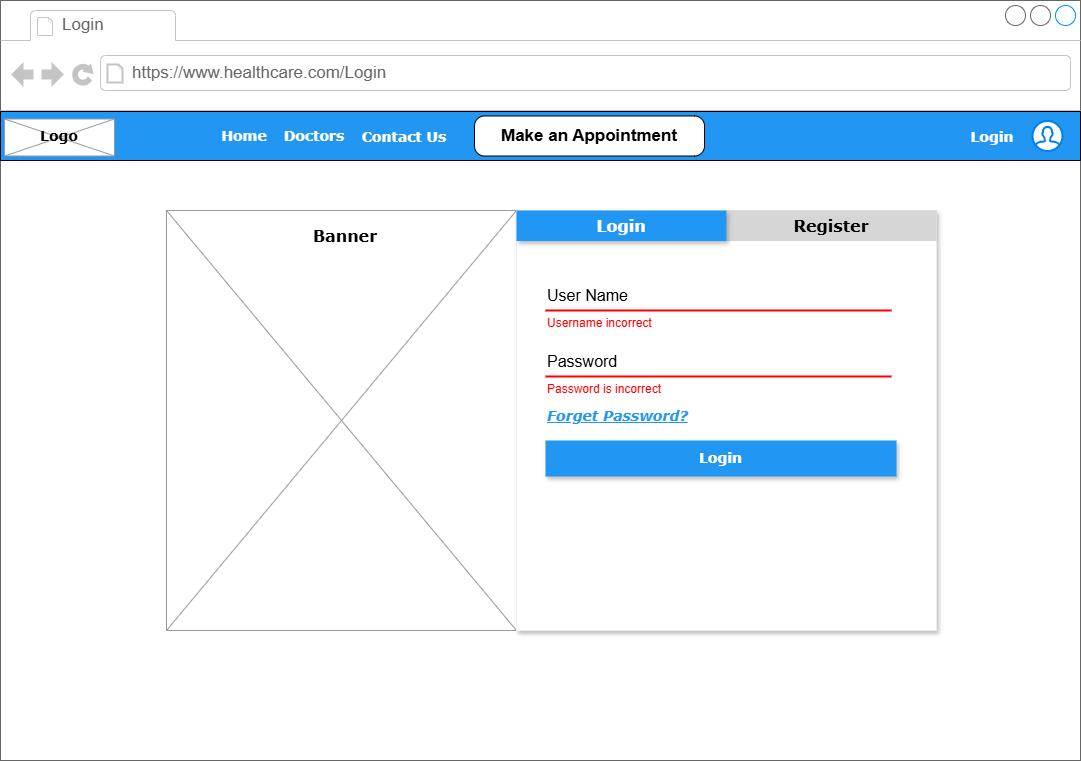 Login
https://www.healthcare.com/Login
Logo
Home
Doctors
Contact Us
Make an Appointment
Login
Banner
Login
Register
User Name
Username incorrect
Password
Password is incorrect
Forget Password?
Login